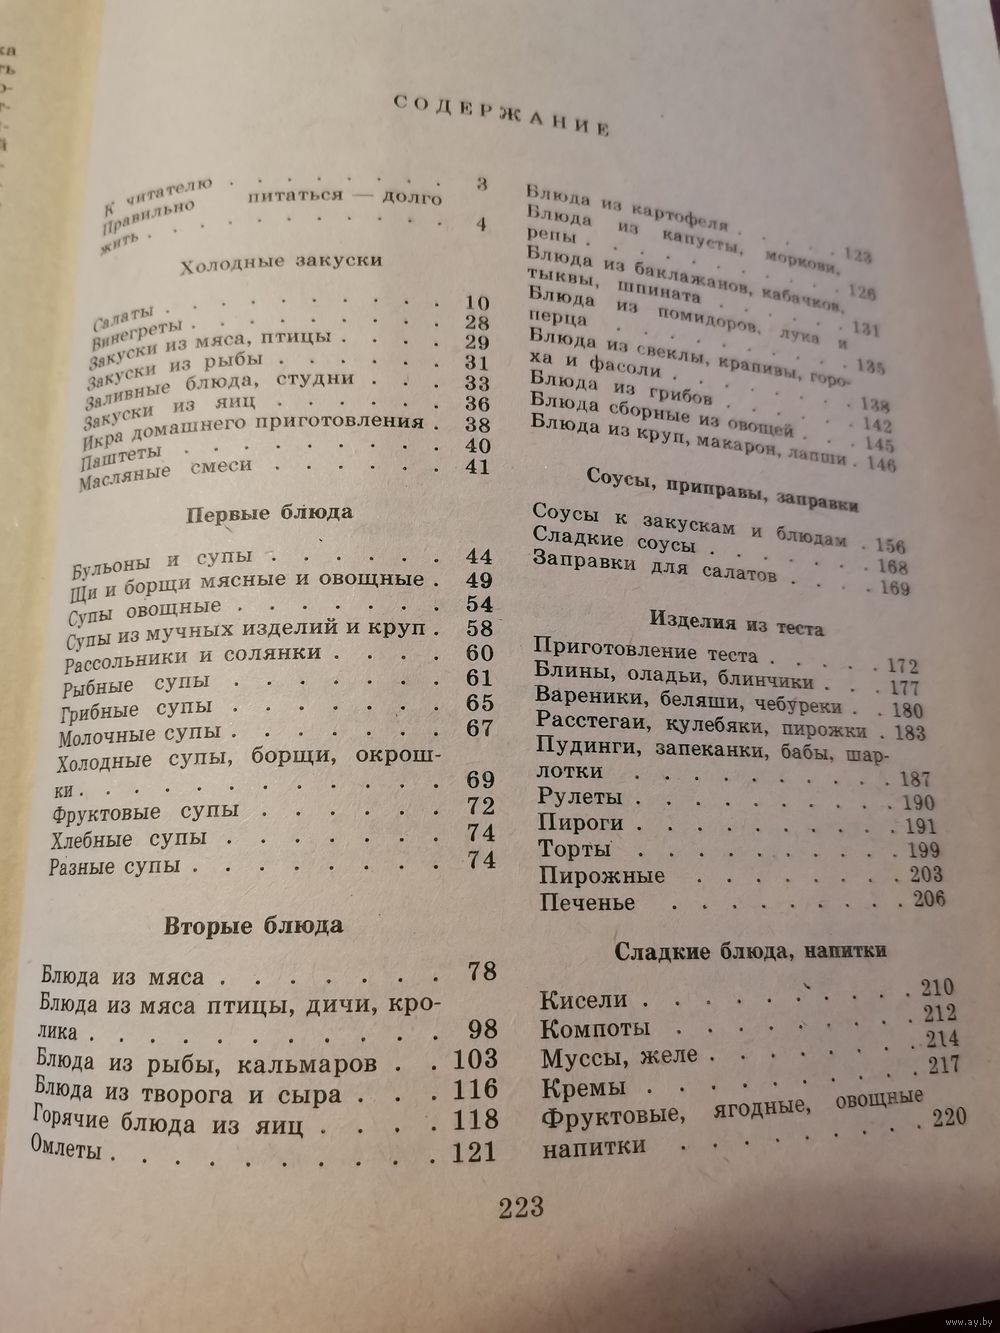 СОДЕРЖАНИЕ
К читателю . . . . . . . . 3
Правильно питаться — долго
жить . . . . . . . . . 4
Холодные закуски
Салаты . . . . . . . . . 10
Винегреты . . . . . . . . 28
Закуски из мяса, птицы . . . . 29
Закуски из рыбы . . . . . . 31
Заливные блюда, студни . . . 33
Закуски из яиц . . . . . . 36
Икра домашнего приготовления . 38
Паштеты . . . . . . . . . 40
Масляные смеси . . . . . . 41
Первые блюда
Бульоны и супы . . . . . . 44
Щи и борщи мясные и овощные . 49
Супы овощные . . . . . . . 54
Супы из мучных изделий и круп . 58
Рассольники и солянки . . . . 60
Рыбные супы . . . . . . . 61
Грибные супы . . . . . . . 65
Молочные супы . . . . . . . 67
Холодные супы, борщи, окрош-
ки . . . . . . . . . . . . 69
Фруктовые супы . . . . . . 72
Хлебные супы . . . . . . . 74
Разные супы . . . . . . . . 74
Вторые блюда
Блюда из мяса . . . . . . . 78
Блюда из мяса птицы, дичи, кро-
лика . . . . . . . . . . . 98
Блюда из рыбы, кальмаров . . 103
Блюда из творога и сыра . . . 116
Горячие блюда из яиц . . . . 118
Омлеты . . . . . . . . . . 121
Блюда из картофеля . . . . 123
Блюда из капусты, моркови,
репы . . . . . . . . . 126
Блюда из баклажанов, кабачков,
тыквы, шпината . . . . . 131
Блюда из помидоров, лука и
перца . . . . . . . . . 135
Блюда из свеклы, крапивы, горо-
ха и фасоли . . . . . . . 138
Блюда из грибов . . . . . . 142
Блюда сборные из овощей . . . 145
Блюда из круп, макарон, лапши . 146
Соусы, приправы, заправки
Соусы к закускам и блюдам . 156
Сладкие соусы . . . . . . 168
Заправки для салатов . . . . 169
Изделия из теста
Приготовление теста . . . . . 172
Блины, оладьи, блинчики . . . 177
Вареники, беляши, чебуреки . . 180
Расстегаи, кулебяки, пирожки . 183
Пудинги, запеканки, бабы, шар-
лотки . . . . . . . . . . 187
Рулеты . . . . . . . . . . 190
Пироги . . . . . . . . . . 191
Торты . . . . . . . . . 199
Пирожные . . . . . . . . 203
Печенье . . . . . . . . . 206
Сладкие блюда, напитки
Кисели . . . . . . . . . 210
Компоты . . . . . . . . 212
Муссы, желе . . . . . . . 214
Кремы . . . . . . . . . 217
Фруктовые, ягодные, овощные
напитки . . . . . . . . 220
223
www.ay.by